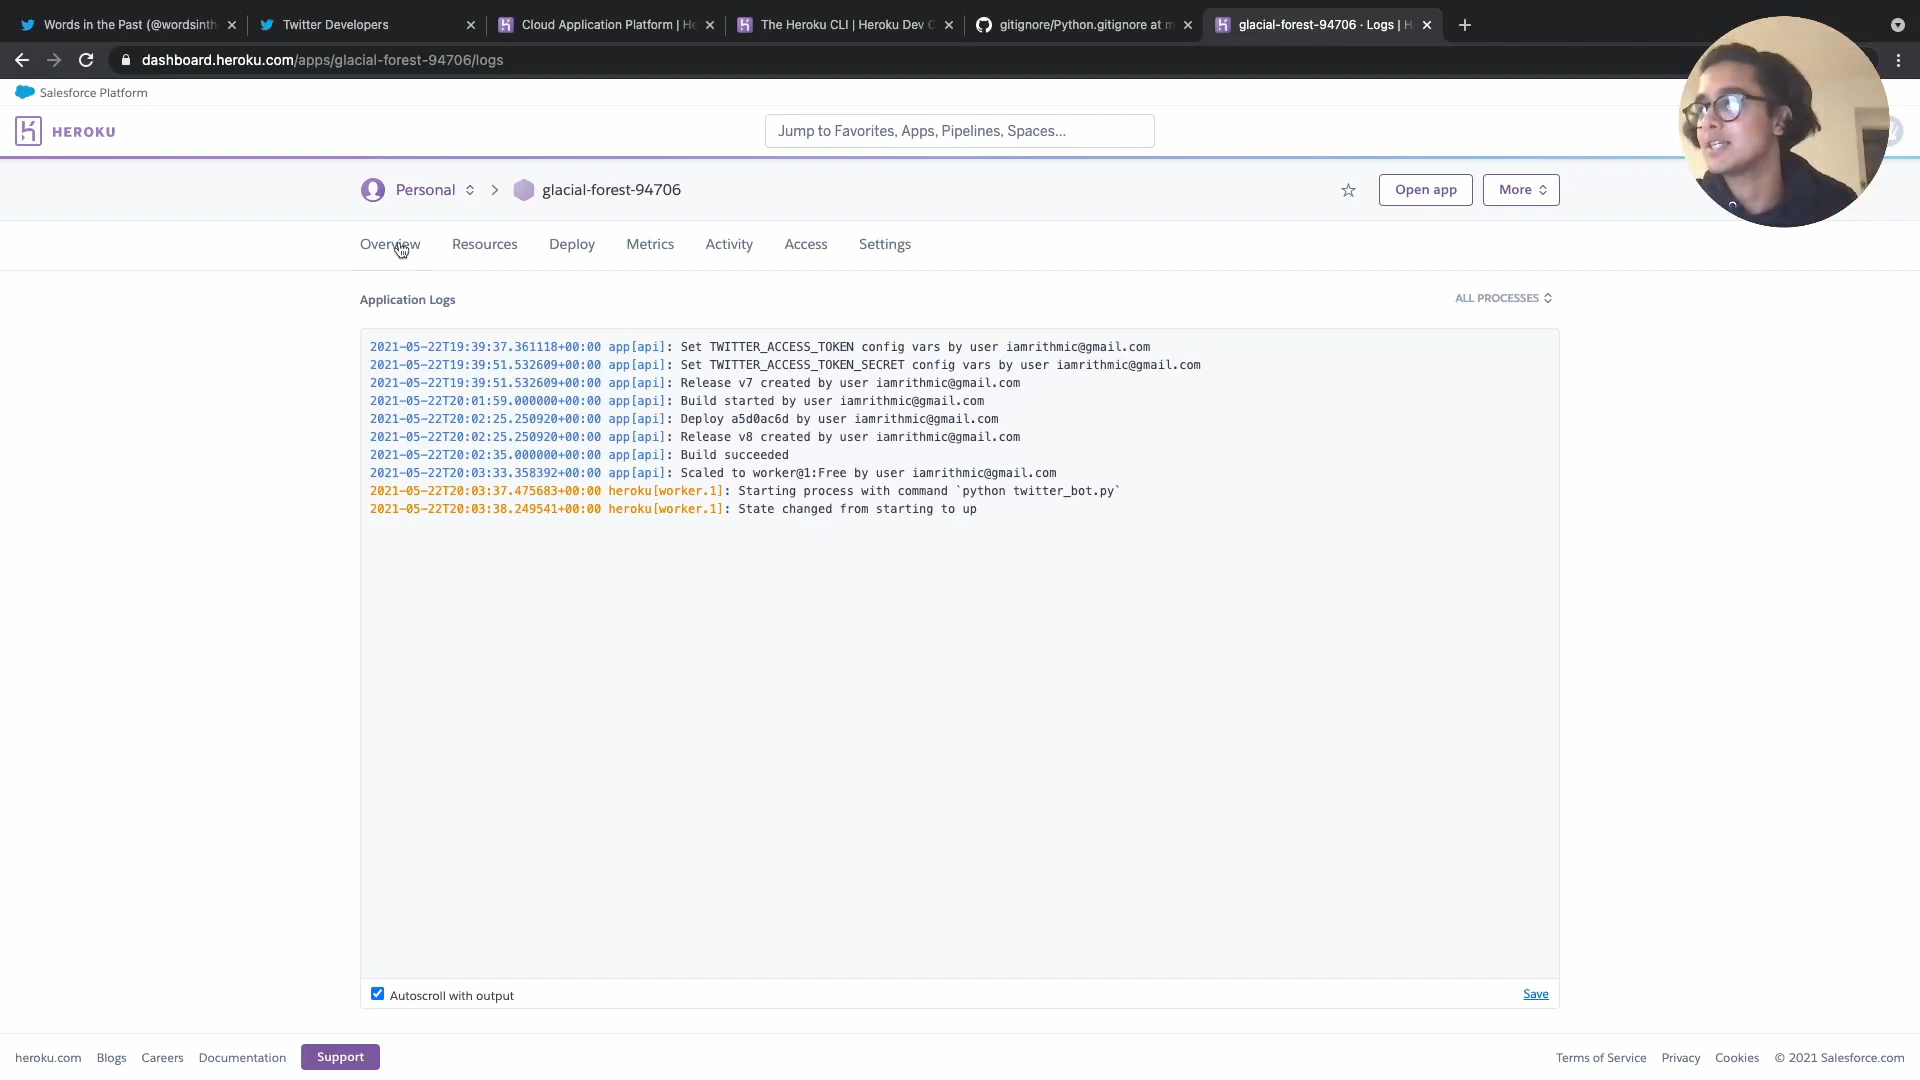 Words in the Past (@wordsinth
Twitter Developers
Cloud Application Platform | He
The Heroku CLI | Heroku Dev C
gitignore/Python.gitignore at m
glacial-forest-94706 · Logs | H
dashboard.heroku.com/apps/glacial-forest-94706/logs
Salesforce Platform
HEROKU
Jump to Favorites, Apps, Pipelines, Spaces...
Personal
glacial-forest-94706
Open app
More
Overview
Resources
Deploy
Metrics
Activity
Access
Settings
Application Logs
ALL PROCESSES
2021-05-22T19:39:37.361118+00:00 app[api]: Set TWITTER_ACCESS_TOKEN config vars by user iamrithmic@gmail.com
2021-05-22T19:39:51.532609+00:00 app[api]: Set TWITTER_ACCESS_TOKEN_SECRET config vars by user iamrithmic@gmail.com
2021-05-22T19:39:51.532609+00:00 app[api]: Release v7 created by user iamrithmic@gmail.com
2021-05-22T20:01:59.000000+00:00 app[api]: Build started by user iamrithmic@gmail.com
2021-05-22T20:02:25.250920+00:00 app[api]: Deploy a5d0ac6d by user iamrithmic@gmail.com
2021-05-22T20:02:25.250920+00:00 app[api]: Release v8 created by user iamrithmic@gmail.com
2021-05-22T20:02:35.000000+00:00 app[api]: Build succeeded
2021-05-22T20:03:33.358392+00:00 app[api]: Scaled to worker@1:Free by user iamrithmic@gmail.com
2021-05-22T20:03:37.475683+00:00 heroku[worker.1]: Starting process with command `python twitter_bot.py`
2021-05-22T20:03:38.249541+00:00 heroku[worker.1]: State changed from starting to up
Autoscroll with output
Save
heroku.com
Blogs
Careers
Documentation
Support
Terms of Service
Privacy
Cookies
© 2021 Salesforce.com